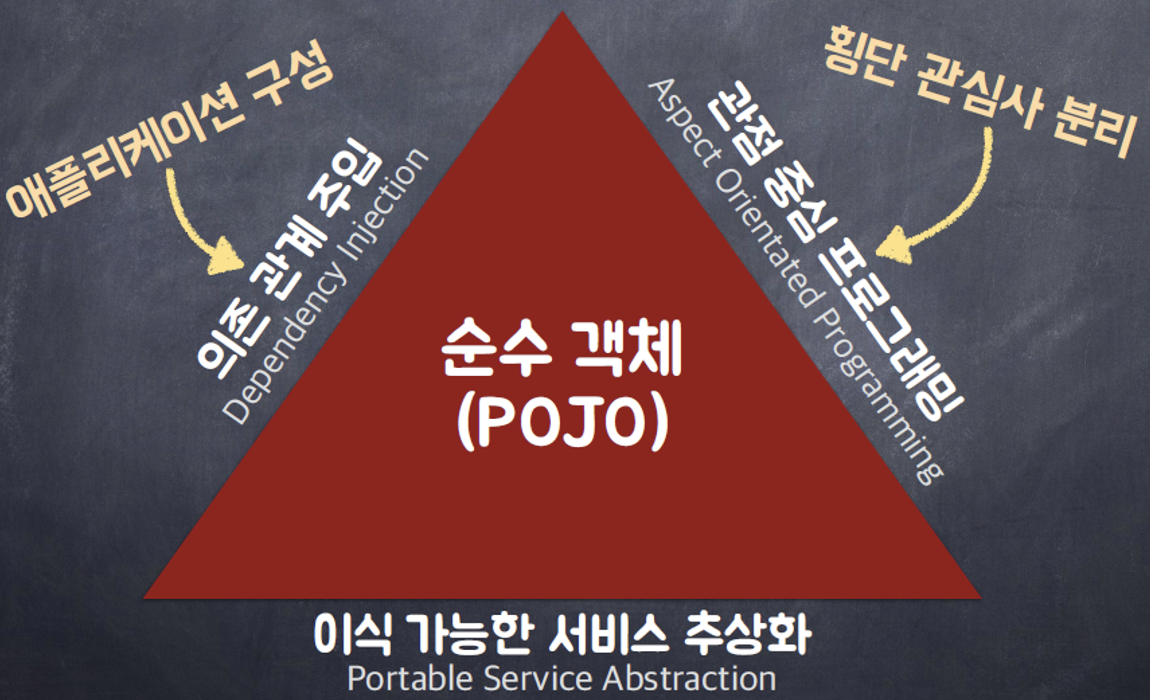 애플리케이션 구성
의존 관계 주입
Dependency Injection
횡단 관심사 분리
관점 중심 프로그래밍
Aspect Orientated Programming
순수 객체
(POJO)
이식 가능한 서비스 추상화
Portable Service Abstraction